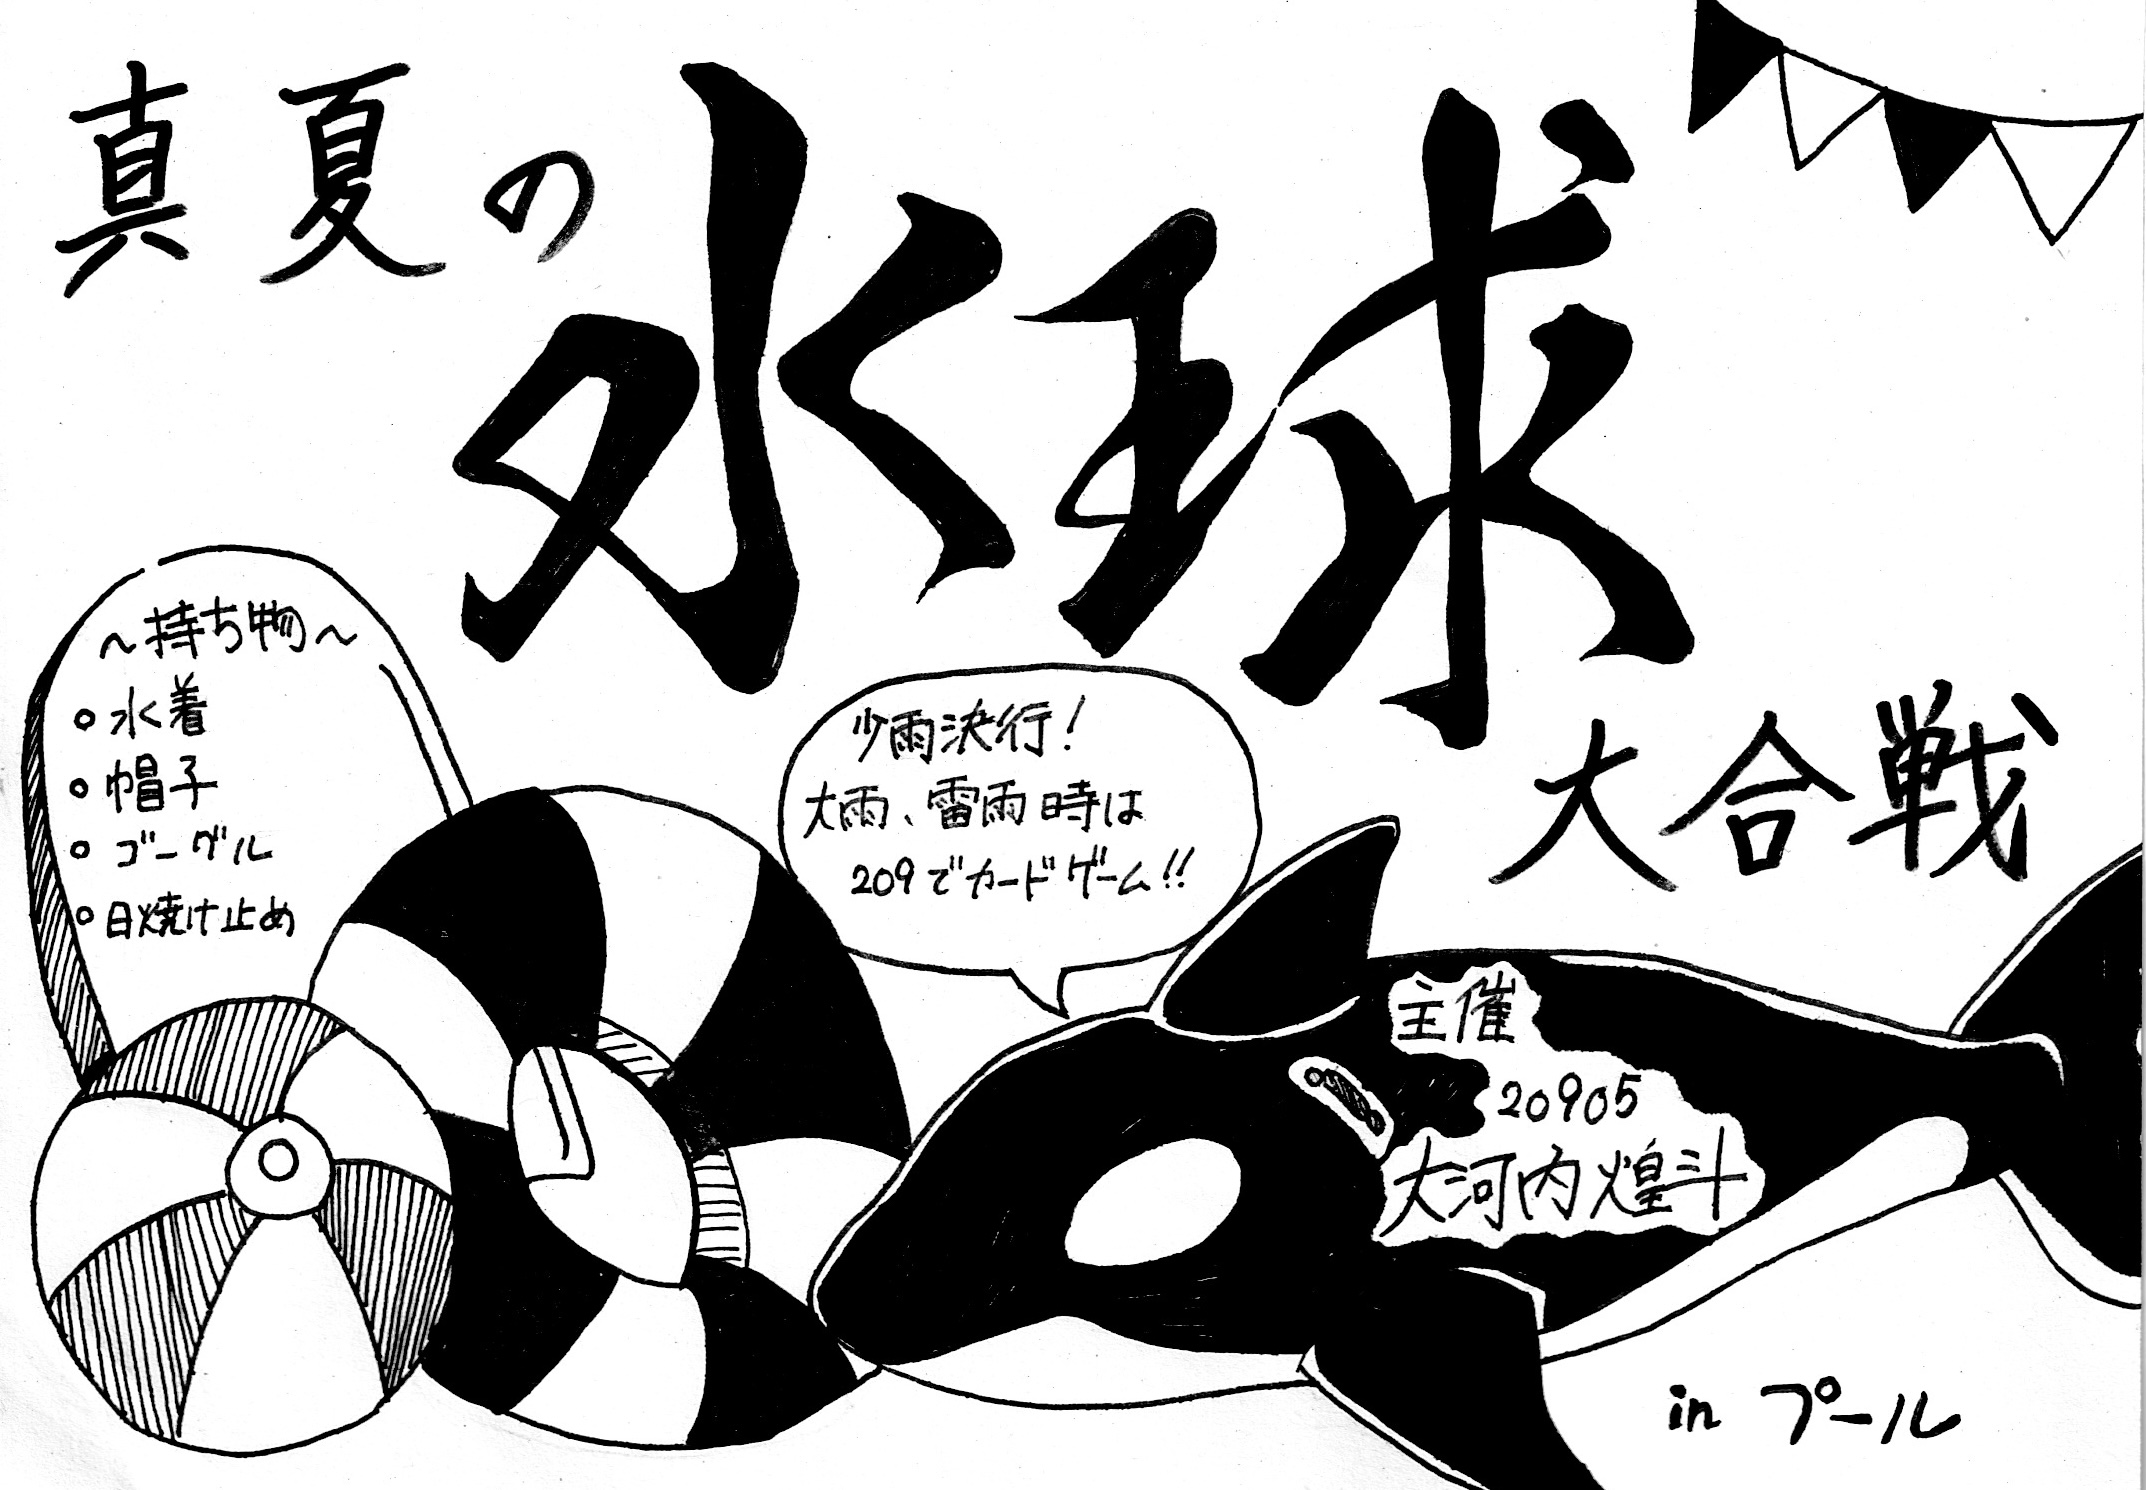 真夏の
水球
大合戦
～持ち物～
○水着
○帽子
○ゴーグル
○日焼け止め
少雨決行!
大雨、雷雨時は
209でカードゲーム!!
主催
20905
大河内煌斗
in プール